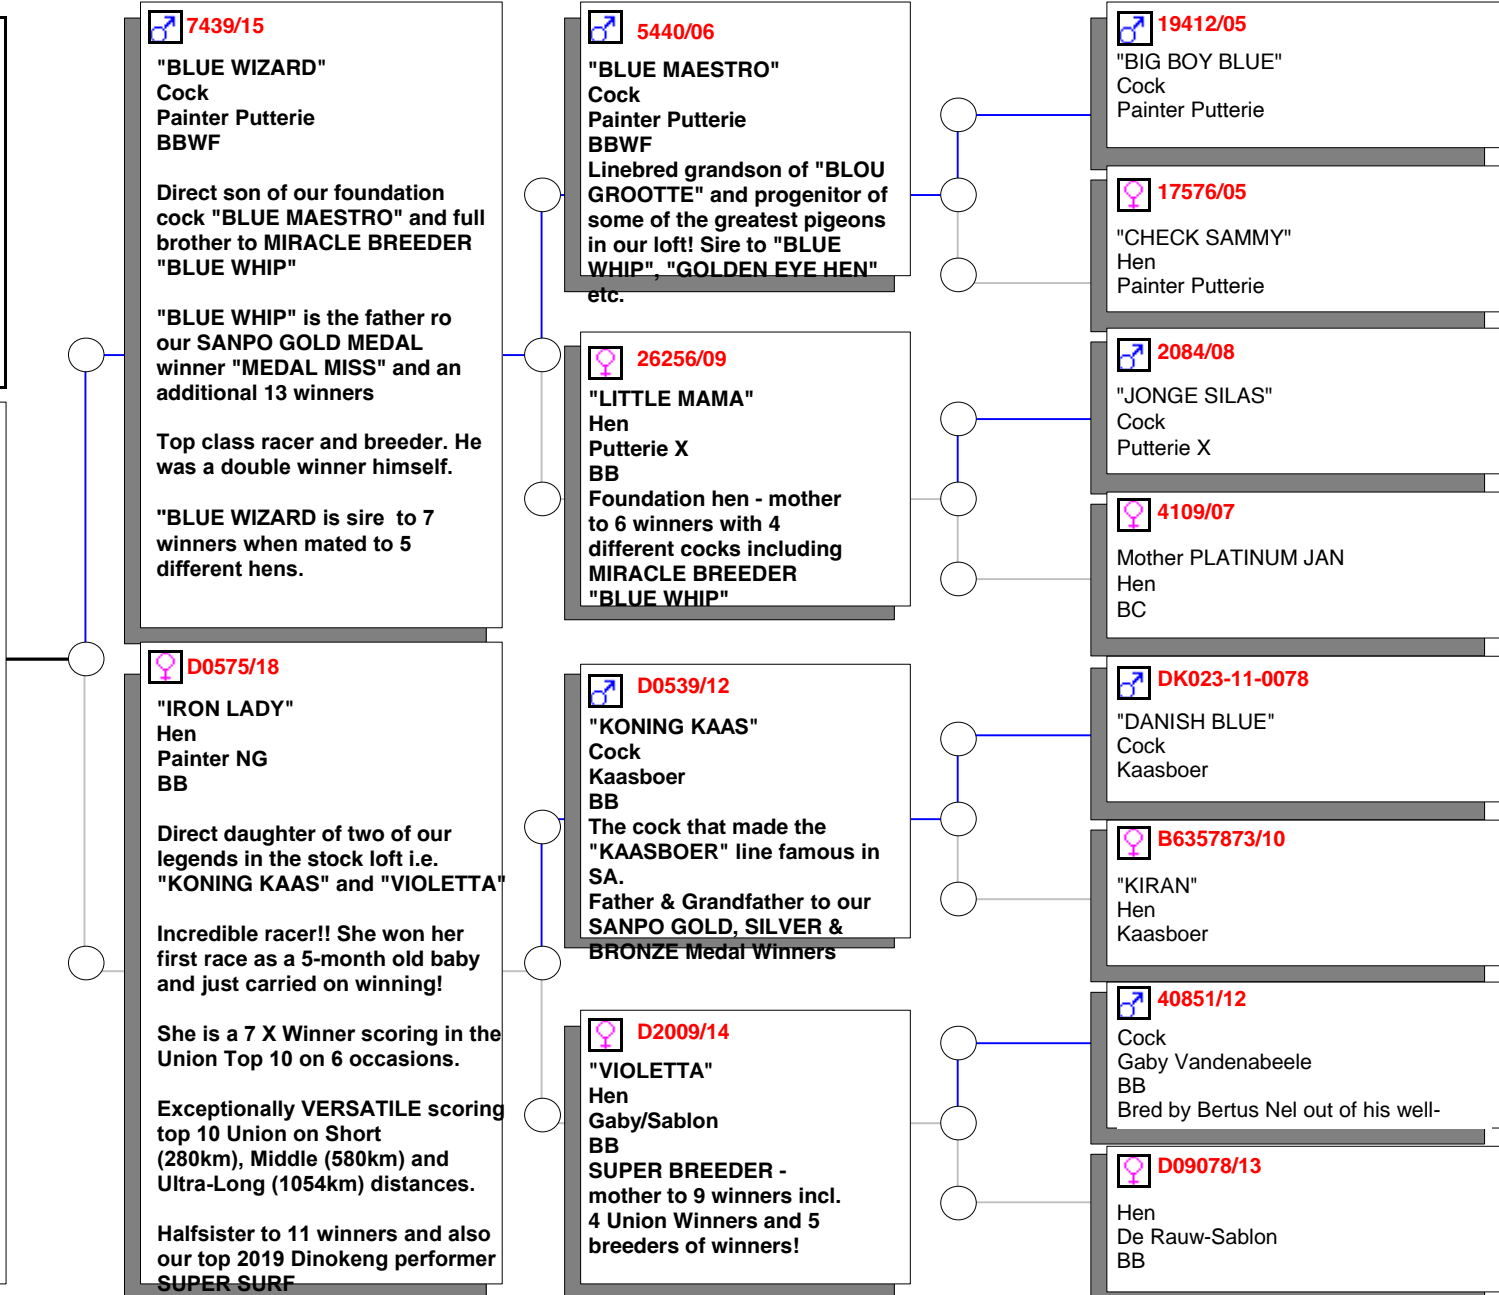 7439/15
"BLUE WIZARD"
Cock
Painter Putterie
BBWF
Direct son of our foundation
cock "BLUE MAESTRO" and full
brother to MIRACLE BREEDER
"BLUE WHIP"
"BLUE WHIP" is the father ro
our SANPO GOLD MEDAL
winner "MEDAL MISS" and an
additional 13 winners
Top class racer and breeder. He
was a double winner himself.
"BLUE WIZARD is sire  to 7
winners when mated to 5
different hens.
D0575/18
"IRON LADY"
Hen
Painter NG
BB
Direct daughter of two of our
legends in the stock loft i.e.
"KONING KAAS" and "VIOLETTA"
Incredible racer!! She won her
first race as a 5-month old baby
and just carried on winning!
She is a 7 X Winner scoring in the
Union Top 10 on 6 occasions.
Exceptionally VERSATILE scoring
top 10 Union on Short
(280km), Middle (580km) and
Ultra-Long (1054km) distances.
Halfsister to 11 winners and also
our top 2019 Dinokeng performer
SUPER SURF
5440/06
"BLUE MAESTRO"
Cock
Painter Putterie
BBWF
Linebred grandson of "BLOU
GROOTTE" and progenitor of
some of the greatest pigeons
in our loft! Sire to "BLUE
WHIP", "GOLDEN EYE HEN"
etc.
26256/09
"LITTLE MAMA"
Hen
Putterie X
BB
Foundation hen - mother
to 6 winners with 4
different cocks including
MIRACLE BREEDER
"BLUE WHIP"
D0539/12
"KONING KAAS"
Cock
Kaasboer
BB
The cock that made the
"KAASBOER" line famous in
SA.
Father & Grandfather to our
SANPO GOLD, SILVER &
BRONZE Medal Winners
D2009/14
"VIOLETTA"
Hen
Gaby/Sablon
BB
SUPER BREEDER -
mother to 9 winners incl.
4 Union Winners and 5
breeders of winners!
19412/05
"BIG BOY BLUE"
Cock
Painter Putterie
17576/05
"CHECK SAMMY"
Hen
Painter Putterie
2084/08
"JONGE SILAS"
Cock
Putterie X
4109/07
Mother PLATINUM JAN
Hen
BC
DK023-11-0078
"DANISH BLUE"
Cock
Kaasboer
B6357873/10
"KIRAN"
Hen
Kaasboer
40851/12
Cock
Gaby Vandenabeele
BB
Bred by Bertus Nel out of his well-
D09078/13
Hen
De Rauw-Sablon
BB